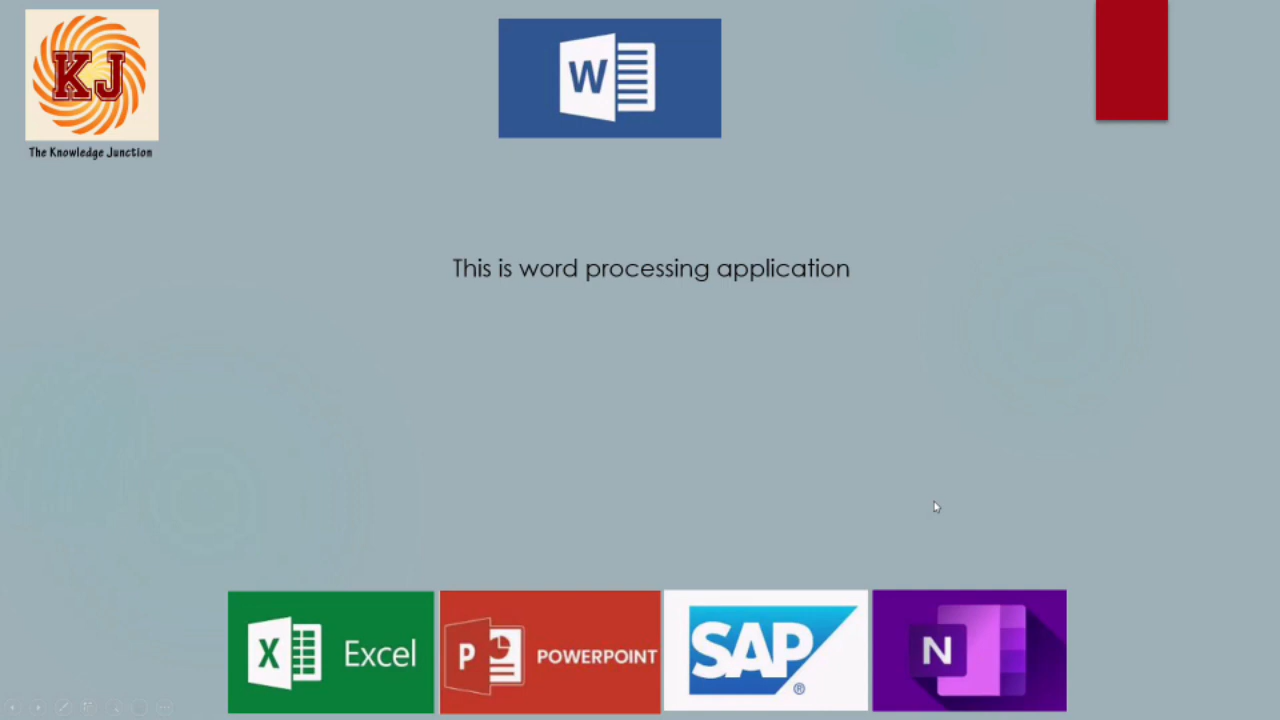 KJ
The Knowledge Junction
W
This is word processing application
X Excel
P POWERPOINT
SAP®
N